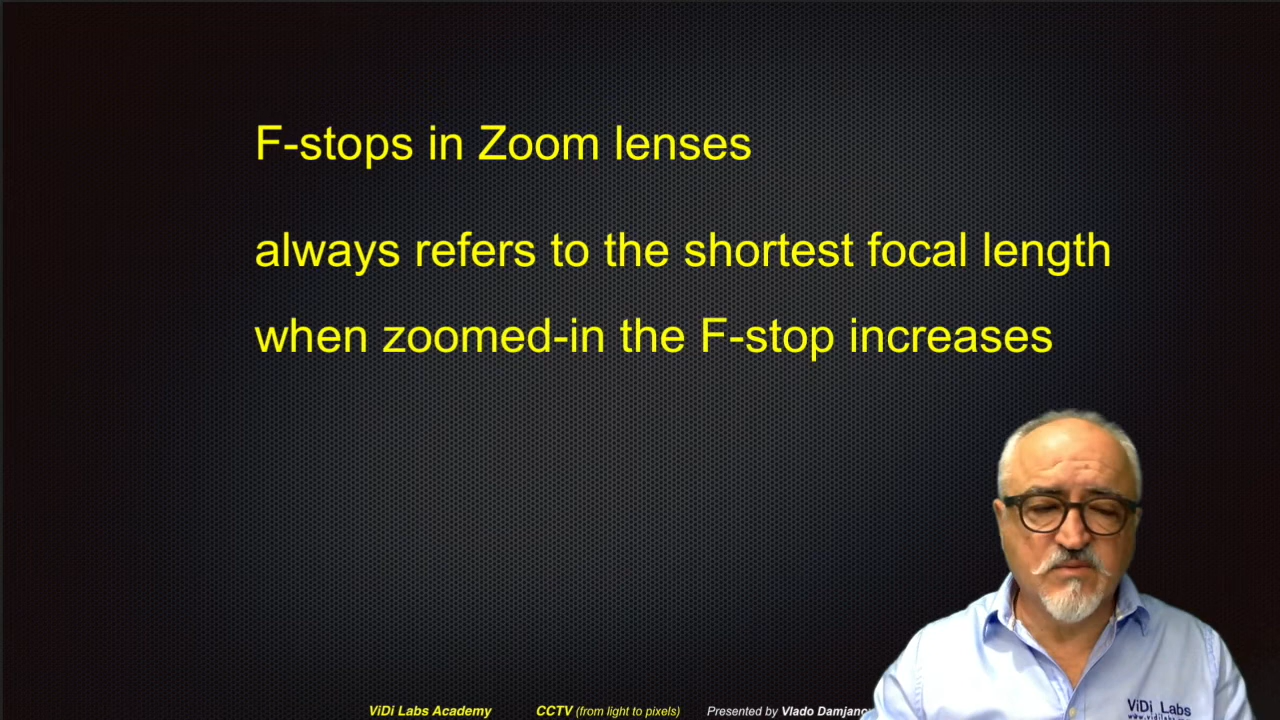 F-stops in Zoom lenses
always refers to the shortest focal length
when zoomed-in the F-stop increases
ViDi Labs Academy CCTV (from light to pixels) Presented by Vlado
ViDi Labs